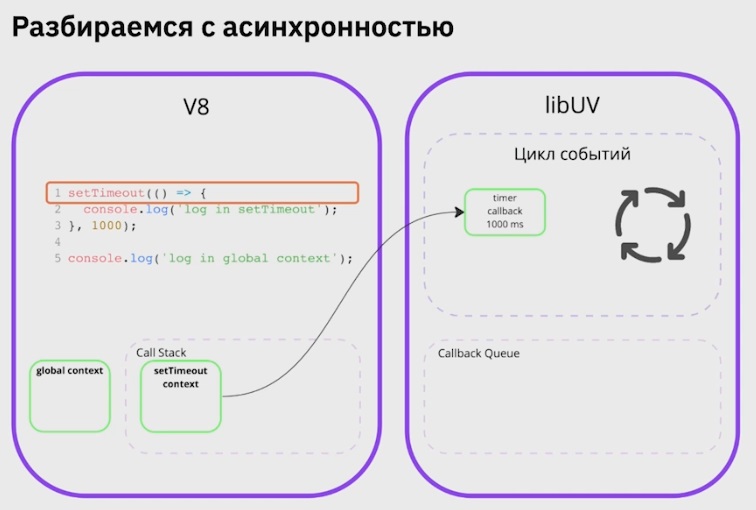 Разбираемся с асинхронностью
V8
1 setTimeout(() => {
2   console.log('log in setTimeout');
3 }, 1000);
4
5 console.log('log in global context');
global context
Call Stack
setTimeout
context
libUV
Цикл событий
timer
callback
1000 ms
Callback Queue